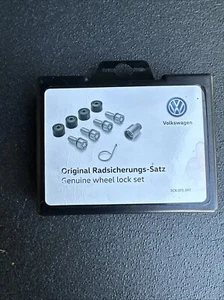 Volkswagen
Original Radsicherungs-Satz
Genuine wheel lock set